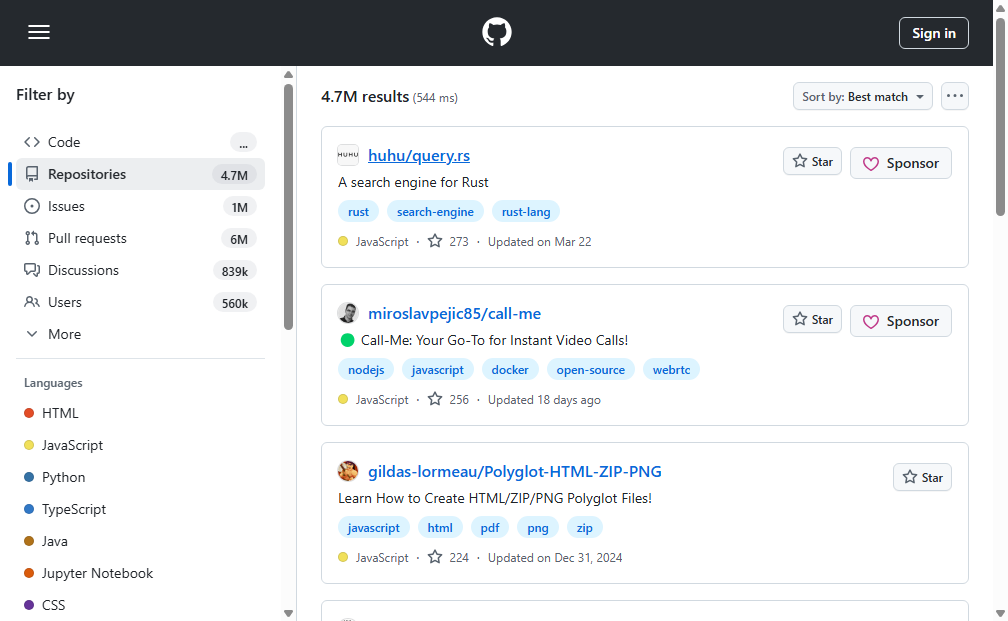 Sign in
Filter by
Code
...
Repositories
4.7M
Issues
1M
Pull requests
6M
Discussions
839k
Users
560k
More
Languages
HTML
JavaScript
Python
TypeScript
Java
Jupyter Notebook
CSS
4.7M results (544 ms)
Sort by: Best match
HUHU
huhu/query.rs
Star
Sponsor
A search engine for Rust
rust search-engine rust-lang
JavaScript · 273 · Updated on Mar 22
miroslavpejic85/call-me
Star
Sponsor
Call-Me: Your Go-To for Instant Video Calls!
nodejs javascript docker open-source webrtc
JavaScript · 256 · Updated 18 days ago
gildas-lormeau/Polyglot-HTML-ZIP-PNG
Star
Learn How to Create HTML/ZIP/PNG Polyglot Files!
javascript html pdf png zip
JavaScript · 224 · Updated on Dec 31, 2024